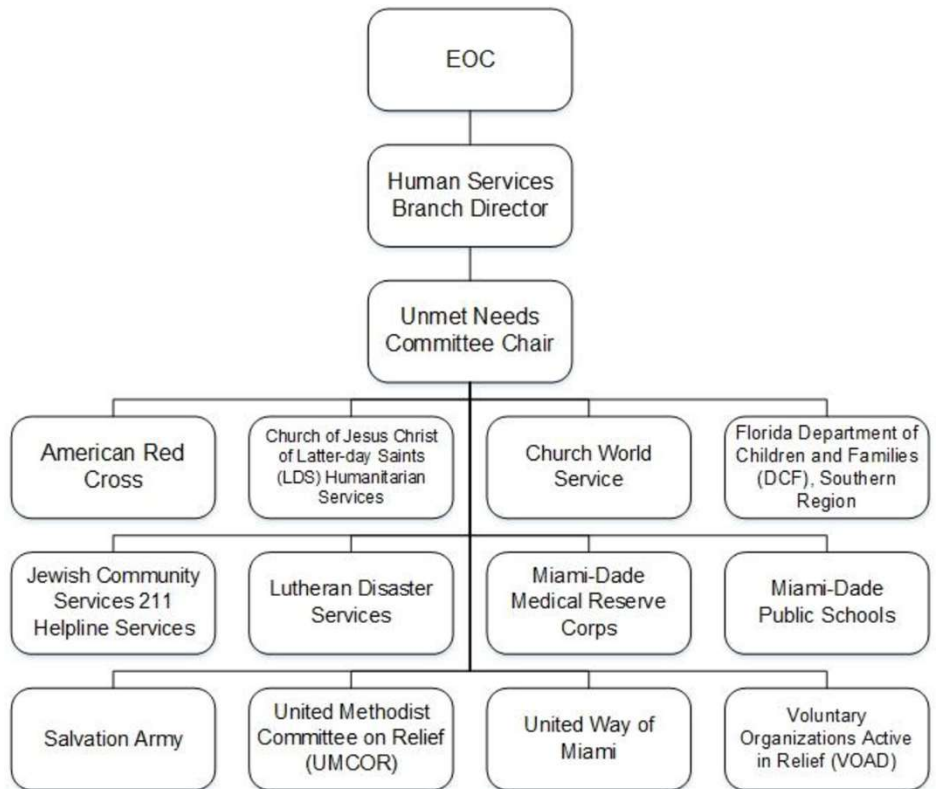 EOC
Human Services
Branch Director
Unmet Needs
Committee Chair
American Red
Cross
Church of Jesus Christ
of Latter-day Saints
(LDS) Humanitarian
Services
Church World
Service
Florida Department of
Children and Families
(DCF), Southern
Region
Jewish Community
Services 211
Helpline Services
Lutheran Disaster
Services
Miami-Dade
Medical Reserve
Corps
Miami-Dade
Public Schools
Salvation Army
United Methodist
Committee on Relief
(UMCOR)
United Way of
Miami
Voluntary
Organizations Active
in Relief (VOAD)